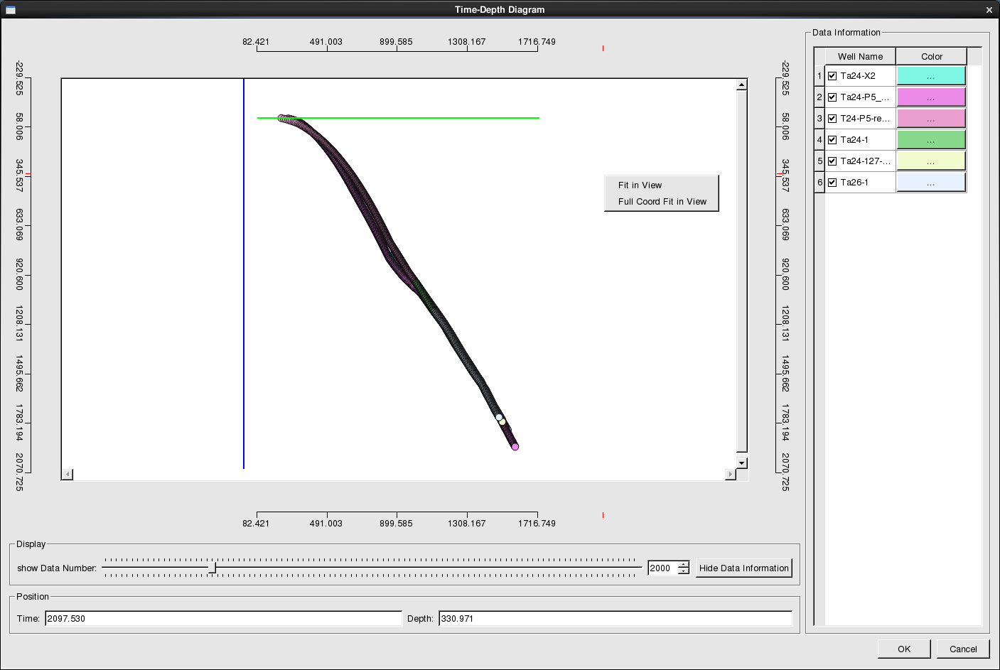 Time-Depth Diagram
82.421 491.003 899.585 1308.167 1716.749
-229.525
58.006
345.537
633.069
920.600
1208.131
1495.662
1783.194
2070.725
Fit in View
Full Coord Fit in View
-229.525
58.006
345.537
633.069
920.600
1208.131
1495.662
1783.194
2070.725
82.421 491.003 899.585 1308.167 1716.749
Data Information
Well Name Color
1 Ta24-X2 ...
2 Ta24-P5_... ...
3 T24-P5-re... ...
4 Ta24-1 ...
5 Ta24-127-... ...
6 Ta26-1 ...
Display
show Data Number: 2000 Hide Data Information
Position
Time: 2097.530 Depth: 330.971
OK Cancel